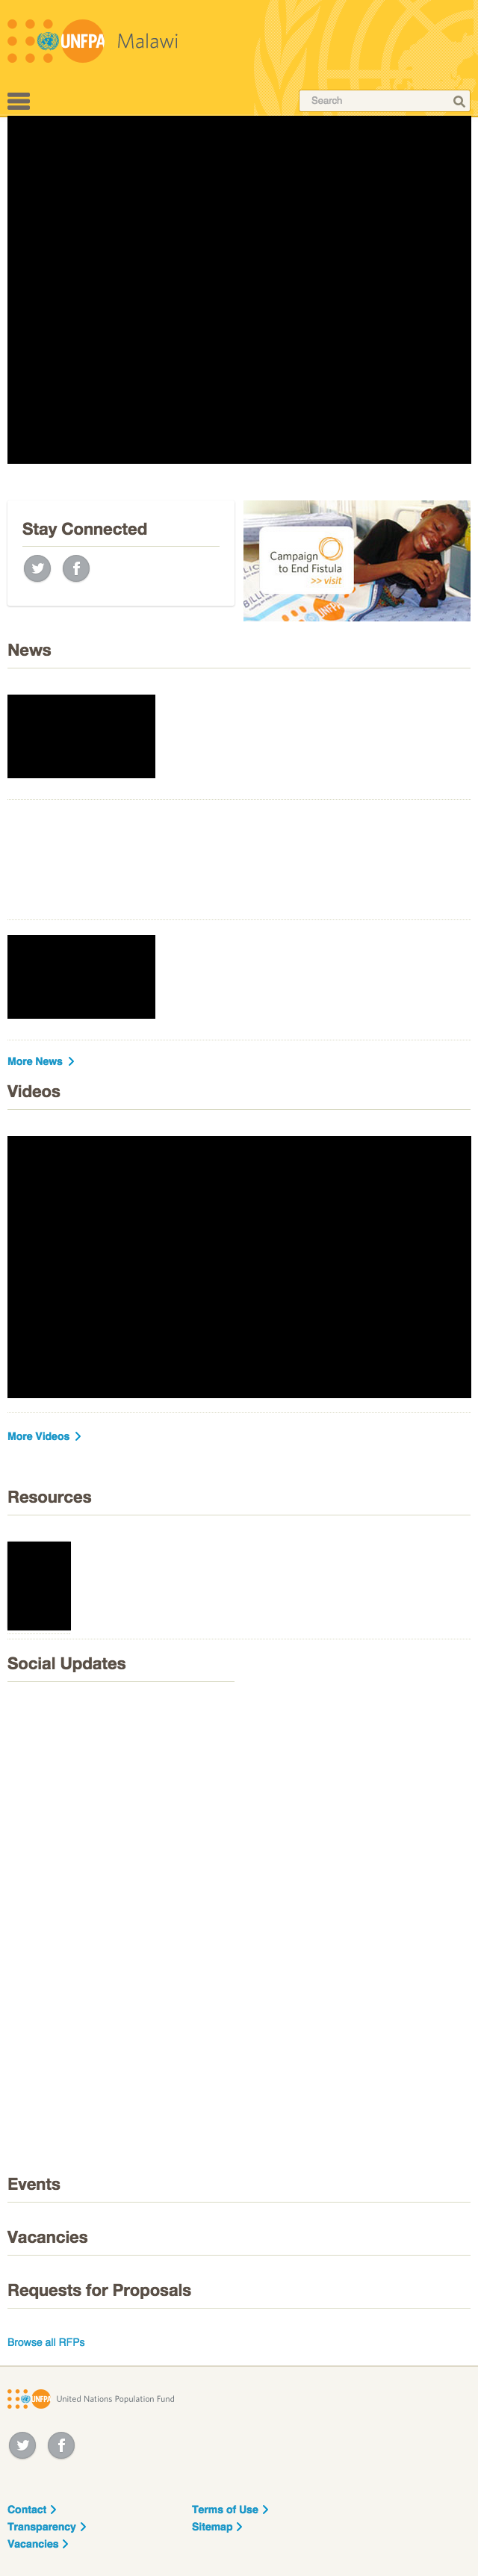 UNFPA Malawi
Search
Stay Connected
Campaign
to End Fistula
>> visit
News
More News
Videos
More Videos
Resources
Social Updates
Events
Vacancies
Requests for Proposals
Browse all RFPs
UNFPA United Nations Population Fund
Contact
Terms of Use
Transparency
Sitemap
Vacancies